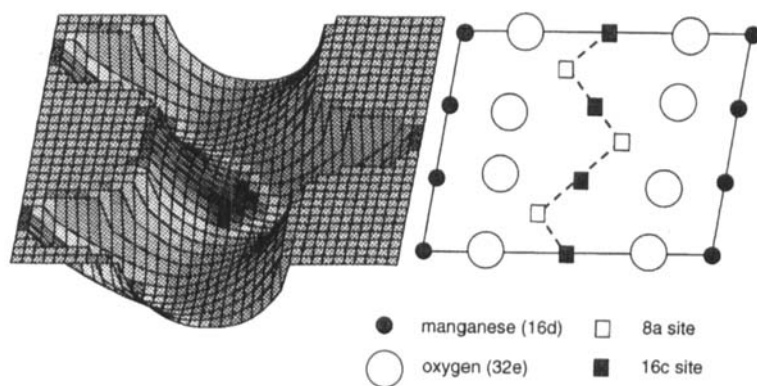 manganese (16d)
8a site
oxygen (32e)
16c site